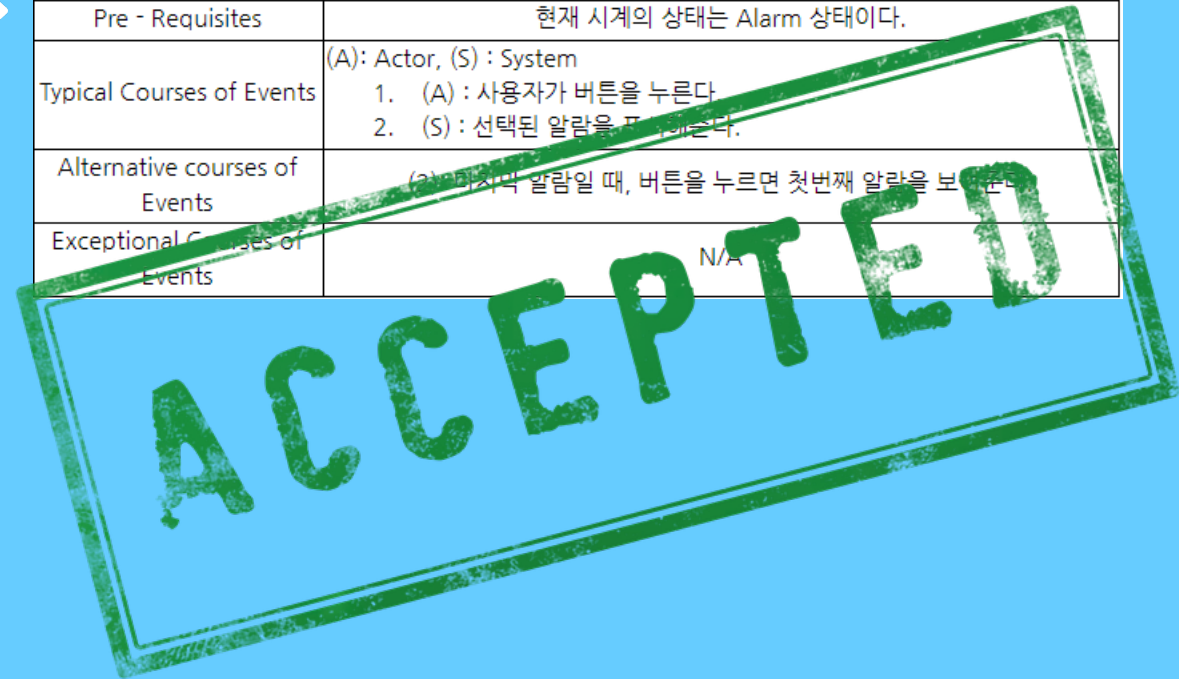 Pre - Requisites
현재 시계의 상태는 Alarm 상태이다.
(A): Actor, (S) : System
Typical Courses of Events
1. (A) : 사용자가 버튼을 누른다
2. (S) : 선택된 알람을
Alternative courses of
Events
마지막 알람일 때, 버튼을 누르면 첫번째 알람을
Exceptional Courses of
Events
N/A
ACCEPTED